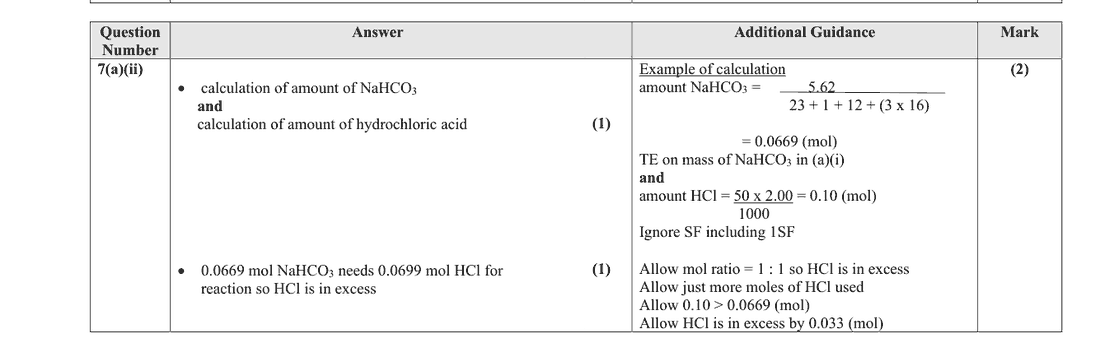 Question Number
Answer
Additional Guidance
Mark
7(a)(ii)
• calculation of amount of NaHCO₃
and
calculation of amount of hydrochloric acid (1)
• 0.0669 mol NaHCO₃ needs 0.0699 mol HCl for (1)
reaction so HCl is in excess
Example of calculation
amount NaHCO₃ = 5.62
23 + 1 + 12 + (3 x 16)
= 0.0669 (mol)
TE on mass of NaHCO₃ in (a)(i)
and
amount HCl = 50 x 2.00 = 0.10 (mol)
1000
Ignore SF including 1SF
Allow mol ratio = 1 : 1 so HCl is in excess
Allow just more moles of HCl used
Allow 0.10 > 0.0669 (mol)
Allow HCl is in excess by 0.033 (mol)
(2)